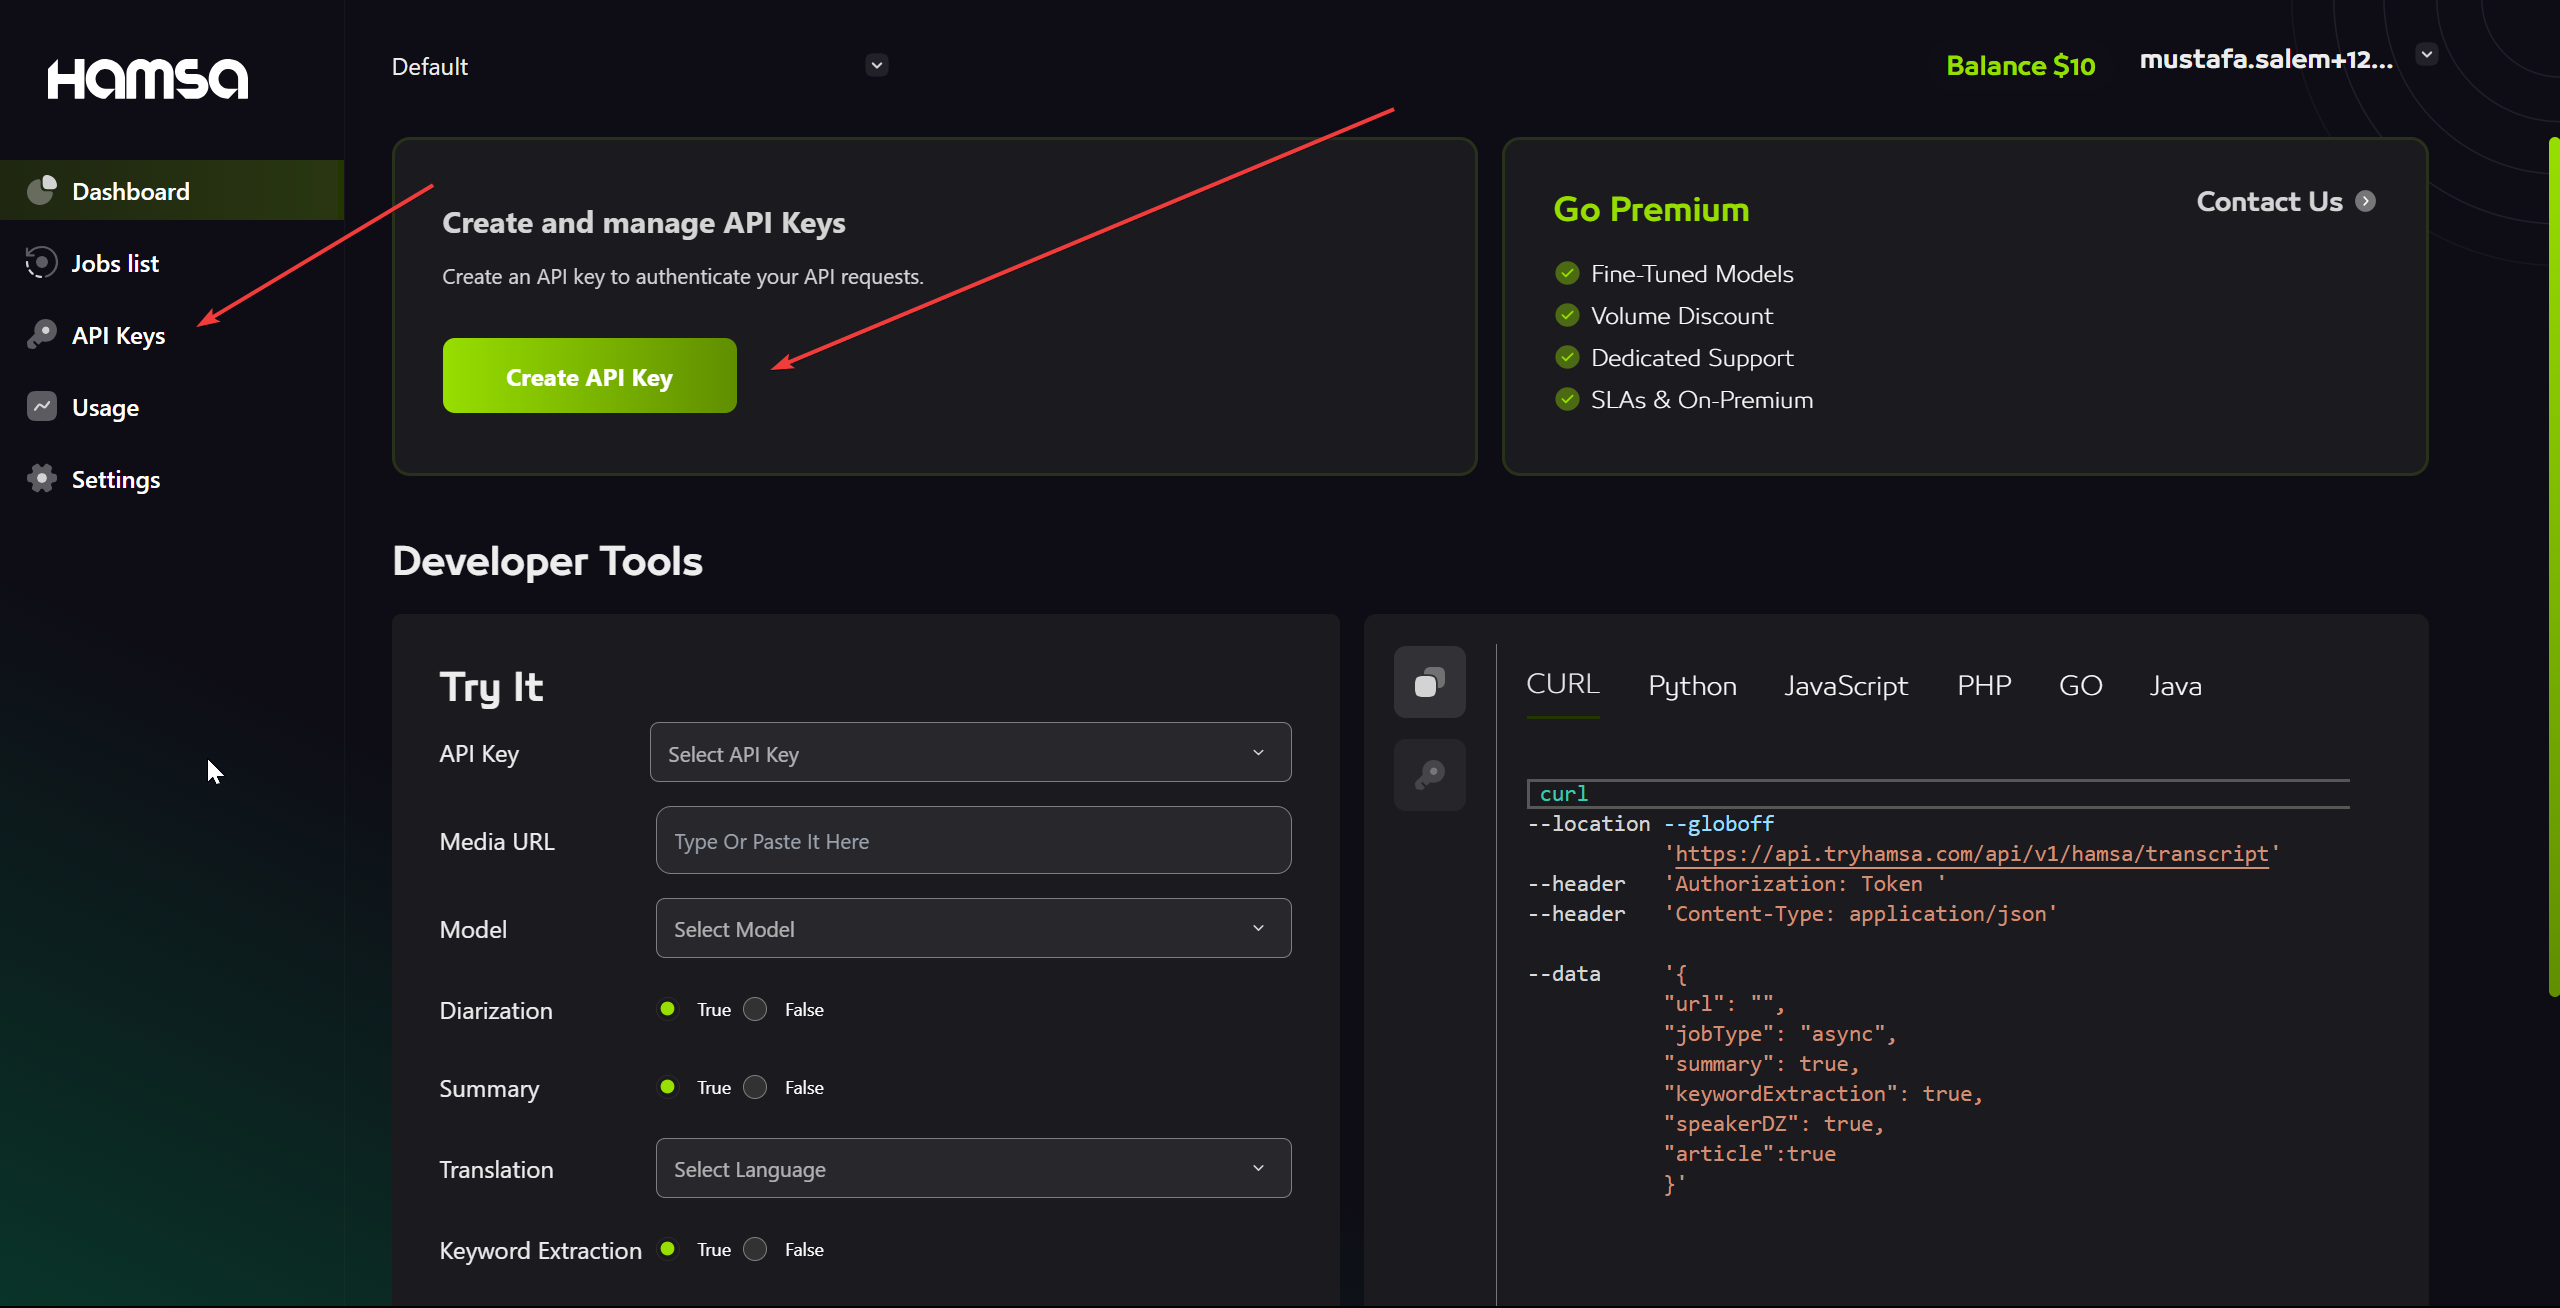 Hamsa
Default
Balance $10
mustafa.salem+12...
Dashboard
Jobs list
API Keys
Usage
Settings
Create and manage API Keys
Create an API key to authenticate your API requests.
Create API Key
Go Premium
Contact Us
Fine-Tuned Models
Volume Discount
Dedicated Support
SLAs & On-Premium
Developer Tools
Try It
API Key
Select API Key
Media URL
Type Or Paste It Here
Model
Select Model
Diarization
True False
Summary
True False
Translation
Select Language
Keyword Extraction
True False
CURL Python JavaScript PHP GO Java
curl
--location --globoff
'https://api.tryhamsa.com/api/v1/hamsa/transcript'
--header 'Authorization: Token '
--header 'Content-Type: application/json'
--data '{
"url": "",
"jobType": "async",
"summary": true,
"keywordExtraction": true,
"speakerDZ": true,
"article":true
}'